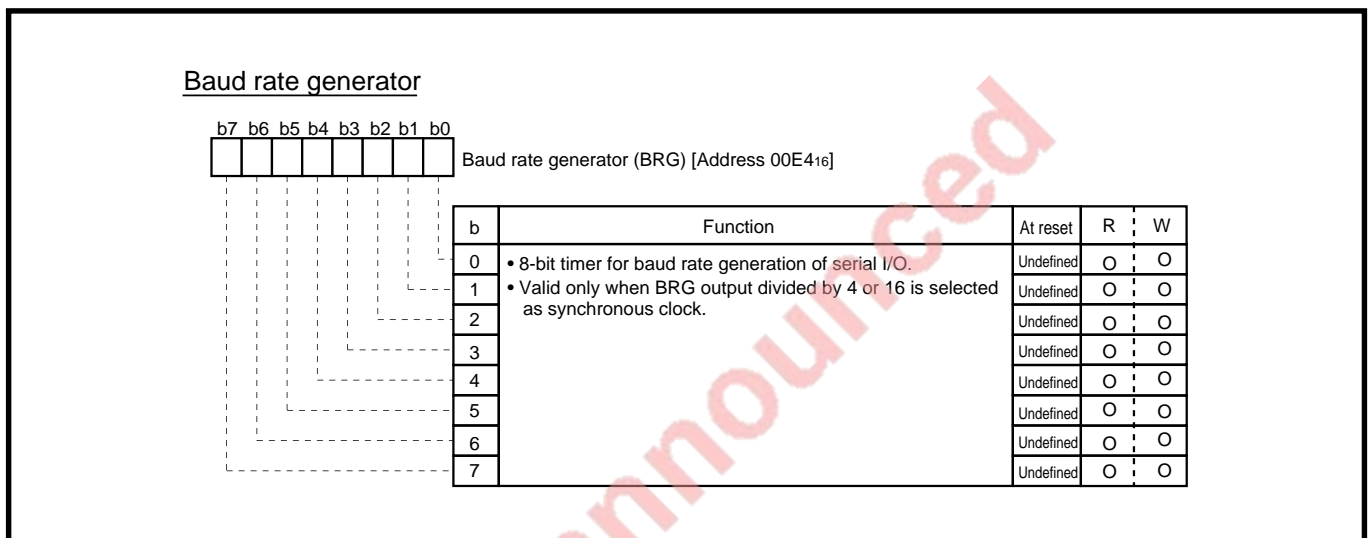 Baud rate generator
b7 b6 b5 b4 b3 b2 b1 b0
Baud rate generator (BRG) [Address 00E4₁₆]
b Function At reset R W
0 • 8-bit timer for baud rate generation of serial I/O. Undefined O O
1 • Valid only when BRG output divided by 4 or 16 is selected Undefined O O
2 as synchronous clock. Undefined O O
3 Undefined O O
4 Undefined O O
5 Undefined O O
6 Undefined O O
7 Undefined O O
nnounced